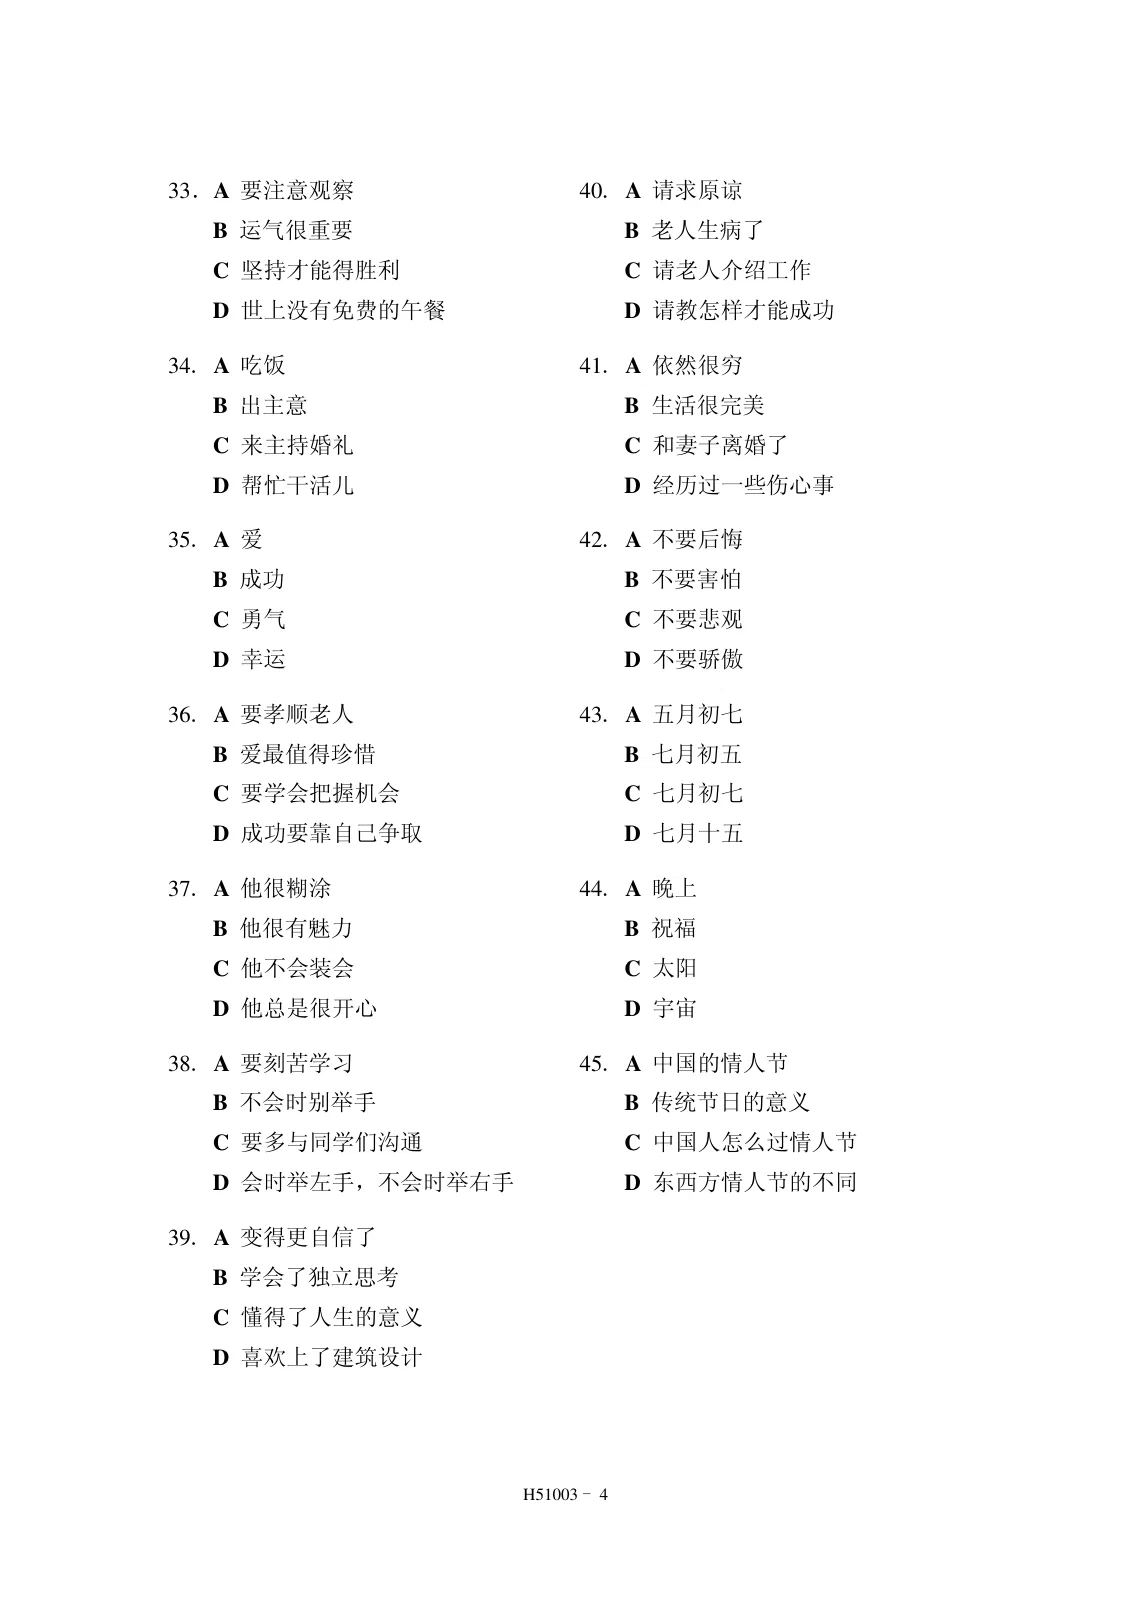 33. A 要注意观察
B 运气很重要
C 坚持才能得胜利
D 世上没有免费的午餐
34. A 吃饭
B 出主意
C 来主持婚礼
D 帮忙干活儿
35. A 爱
B 成功
C 勇气
D 幸运
36. A 要孝顺老人
B 爱最值得珍惜
C 要学会把握机会
D 成功要靠自己争取
37. A 他很糊涂
B 他很有魅力
C 他不会装会
D 他总是很开心
38. A 要刻苦学习
B 不会时别举手
C 要多与同学们沟通
D 会时举左手，不会时举右手
39. A 变得更自信了
B 学会了独立思考
C 懂得了人生的意义
D 喜欢上了建筑设计
40. A 请求原谅
B 老人生病了
C 请老人介绍工作
D 请教怎样才能成功
41. A 依然很穷
B 生活很完美
C 和妻子离婚了
D 经历过一些伤心事
42. A 不要后悔
B 不要害怕
C 不要悲观
D 不要骄傲
43. A 五月初七
B 七月初五
C 七月初七
D 七月十五
44. A 晚上
B 祝福
C 太阳
D 宇宙
45. A 中国的情人节
B 传统节日的意义
C 中国人怎么过情人节
D 东西方情人节的不同
H51003－ 4